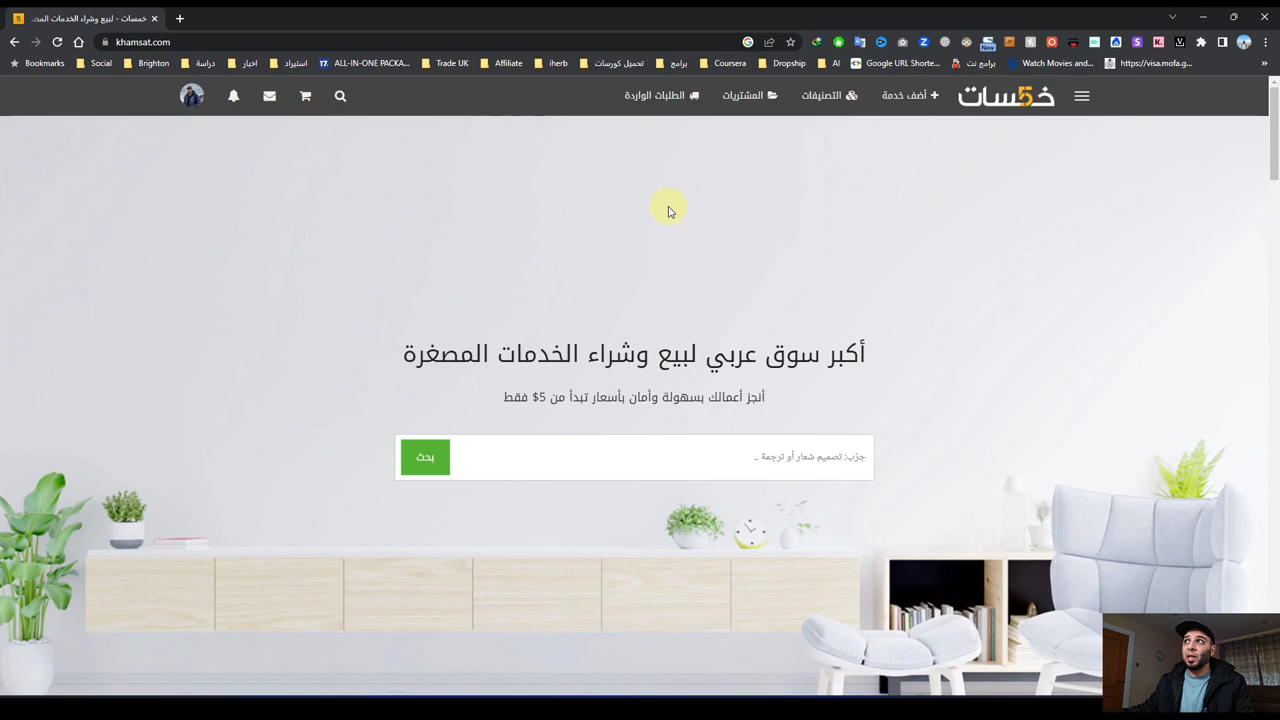 خمسات - لبيع وشراء الخدمات المص
khamsat.com
New
Bookmarks
Social
Brighton
دراسة
اخبار
استيراد
ALL-IN-ONE PACKA...
Trade UK
Affiliate
iherb
تحميل كورسات
برامج
Coursera
Dropship
AI
Google URL Shorte...
برامج نت
Watch Movies and...
https://visa.mofa.g...
خمسات
أضف خدمة
التصنيفات
المشتريات
الطلبات الواردة
أكبر سوق عربي لبيع وشراء الخدمات المصغرة
أنجز أعمالك بسهولة وأمان بأسعار تبدأ من 5$ فقط
جرّب: تصميم شعار أو ترجمة ..
بحث